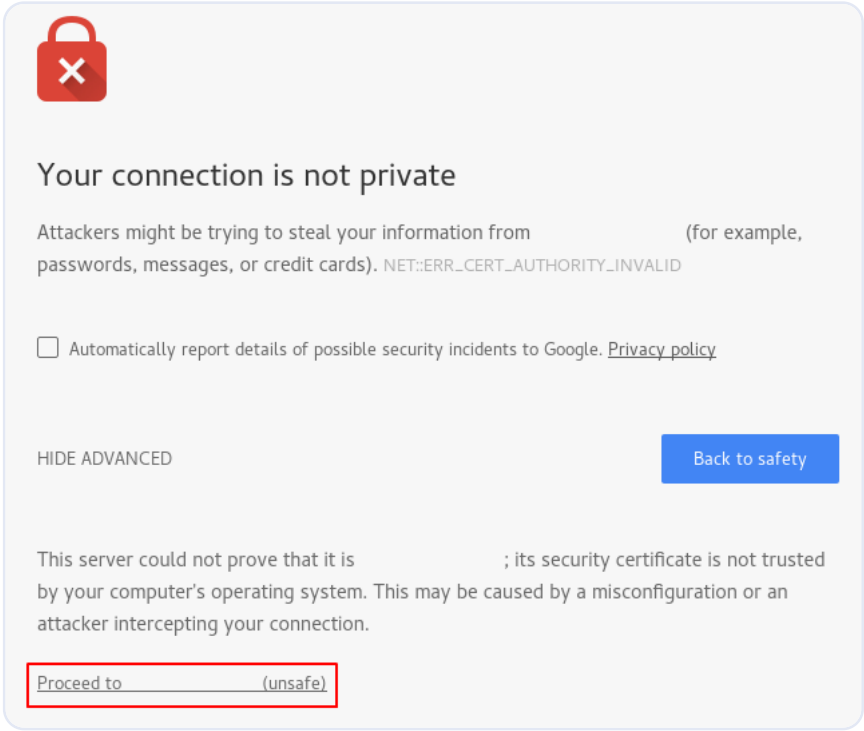 Your connection is not private
Attackers might be trying to steal your information from (for example,
passwords, messages, or credit cards). NET::ERR_CERT_AUTHORITY_INVALID
Automatically report details of possible security incidents to Google. Privacy policy
HIDE ADVANCED
Back to safety
This server could not prove that it is ; its security certificate is not trusted
by your computer's operating system. This may be caused by a misconfiguration or an
attacker intercepting your connection.
Proceed to (unsafe)